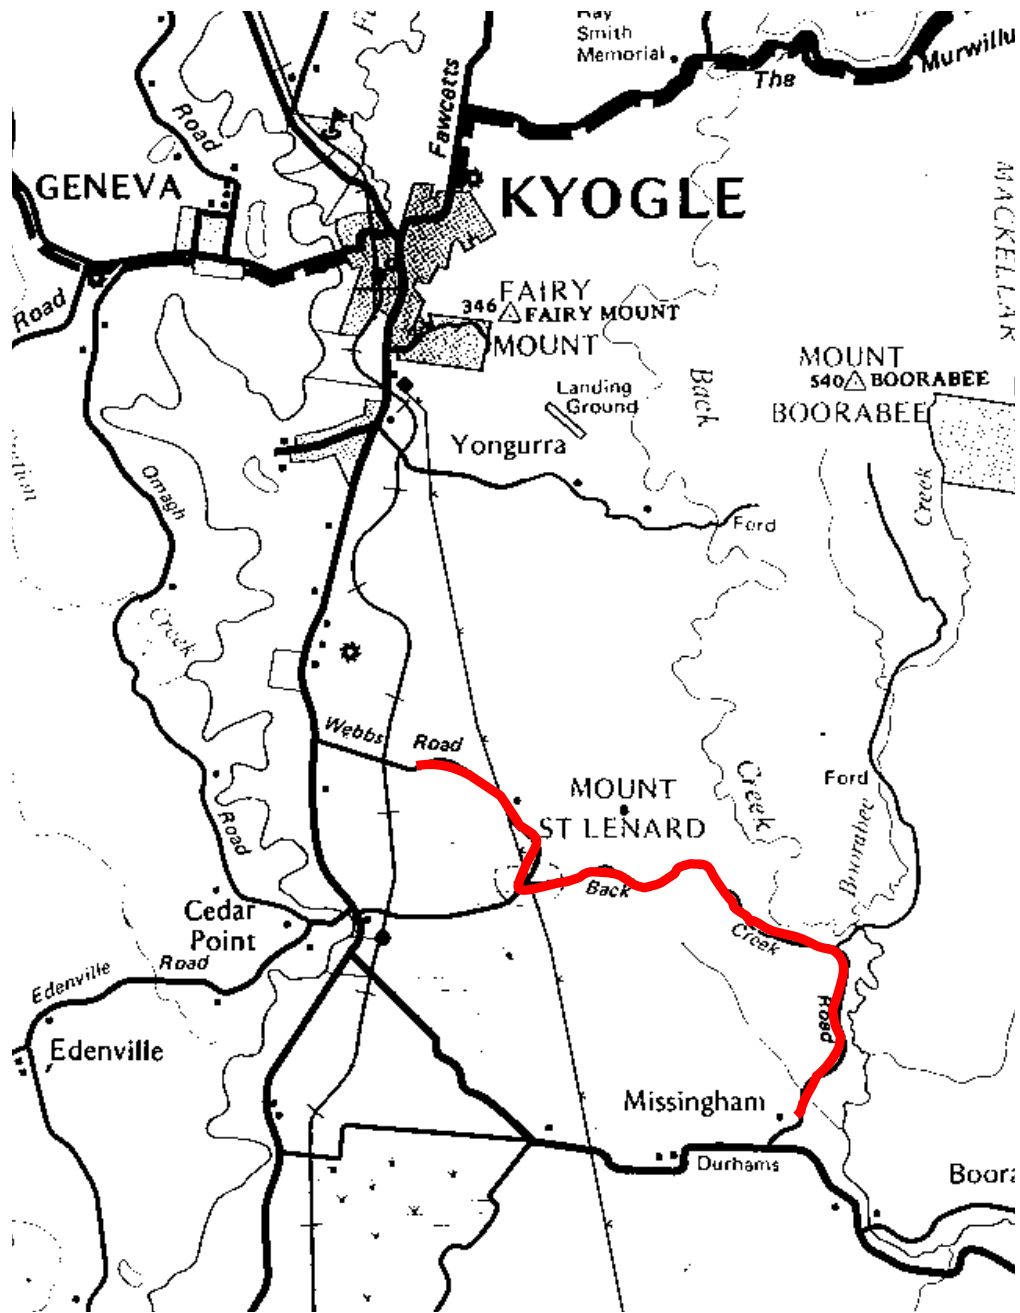 Ray
Smith
Memorial
The
Murwillu
Fawcetts
Road
GENEVA
KYOGLE
MACKELLAR
Road
FAIRY
346 FAIRY MOUNT
MOUNT
MOUNT
540 BOORABEE
BOORABEE
Back
Landing
Ground
Yongurra
Omagh
Creek
Ford
Creek
Webbs
Road
MOUNT
ST LENARD
Creek
Ford
Boorabee
Road
Back
Creek
Cedar
Point
Road
Edenville
Road
Edenville
Missingham
Durhams
Boora